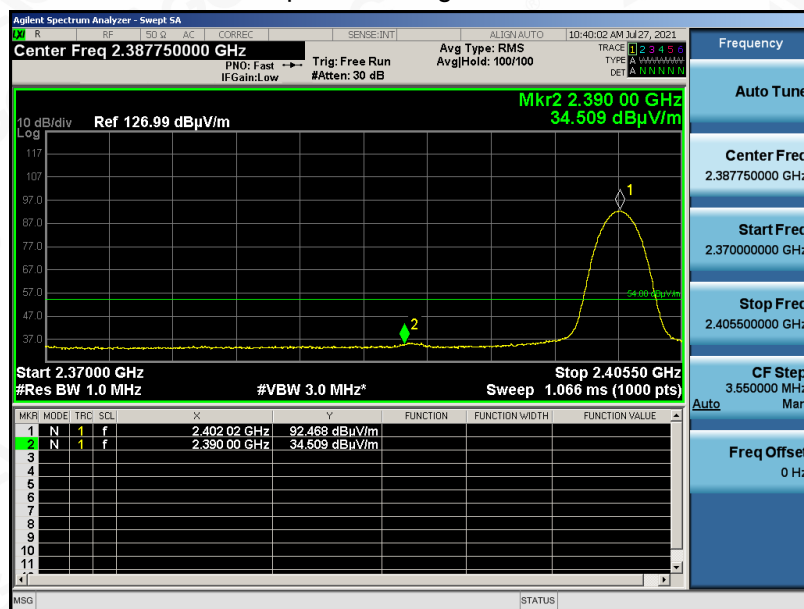 Agilent Spectrum Analyzer - Swept SA
LXI R RF 50 Ω AC CORREC SENSE:INT ALIGN AUTO 10:40:02 AM Jul 27, 2021
Center Freq 2.387750000 GHz
PNO: Fast
IFGain:Low
Trig: Free Run
#Atten: 30 dB
Avg Type: RMS
Avg|Hold: 100/100
TRACE 1 2 3 4 5 6
TYPE A WWWWW
DET A N N N N N
Mkr2 2.390 00 GHz
34.509 dBµV/m
10 dB/div Ref 126.99 dBµV/m
Log
117
107
97.0
87.0
77.0
67.0
57.0
47.0
37.0
1
2
54.00 dBµV/m
Start 2.37000 GHz Stop 2.40550 GHz
#Res BW 1.0 MHz #VBW 3.0 MHz* Sweep 1.066 ms (1000 pts)
MKR MODE TRC SCL X Y FUNCTION FUNCTION WIDTH FUNCTION VALUE
1 N 1 f 2.402 02 GHz 92.468 dBµV/m
2 N 1 f 2.390 00 GHz 34.509 dBµV/m
3
4
5
6
7
8
9
10
11
MSG STATUS
Frequency
Auto Tune
Center Freq
2.387750000 GHz
Start Freq
2.370000000 GHz
Stop Freq
2.405500000 GHz
CF Step
3.550000 MHz
Auto Man
Freq Offset
0 Hz